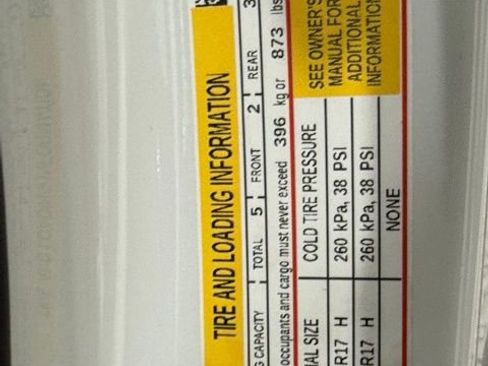 TIRE AND LOADING INFORMATION
CAPACITY TOTAL 5 FRONT 2 REAR 3
occupants and cargo must never exceed 396 kg or 873 lbs
SIZE COLD TIRE PRESSURE
R17 H 260 kPa, 38 PSI
R17 H 260 kPa, 38 PSI
NONE
SEE OWNER'S
MANUAL FOR
ADDITIONAL
INFORMATION